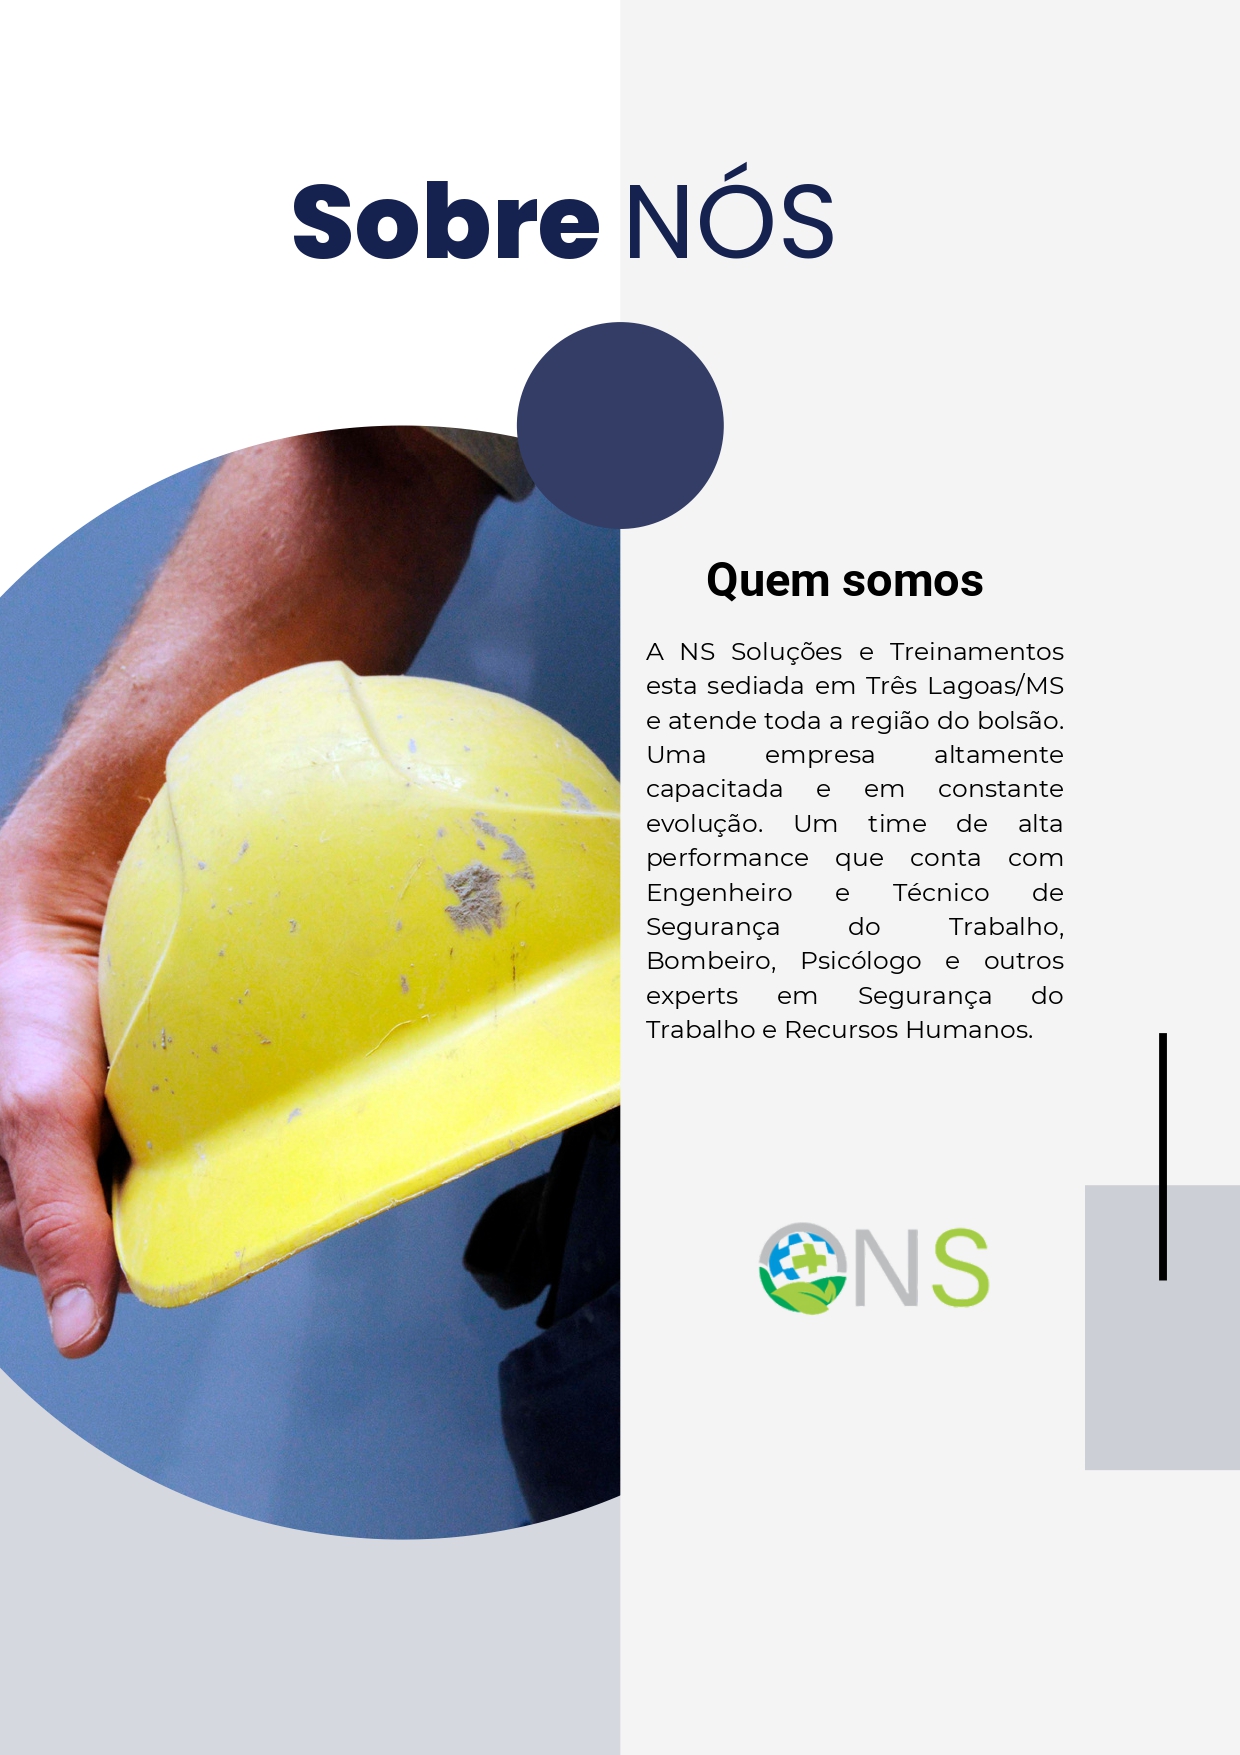 Sobre NÓS
Quem somos
A NS Soluções e Treinamentos
esta sediada em Três Lagoas/MS
e atende toda a região do bolsão.
Uma empresa altamente
capacitada e em constante
evolução. Um time de alta
performance que conta com
Engenheiro e Técnico de
Segurança do Trabalho,
Bombeiro, Psicólogo e outros
experts em Segurança do
Trabalho e Recursos Humanos.
NS